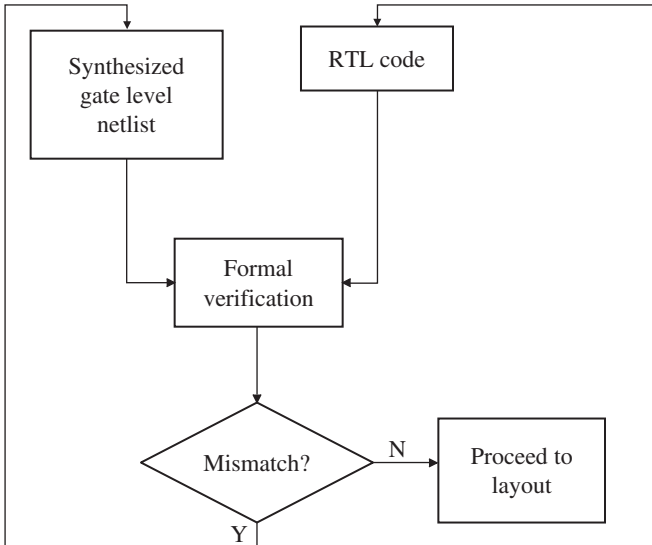 Synthesized
gate level
netlist
RTL code
Formal
verification
Mismatch?
N
Proceed to
layout
Y